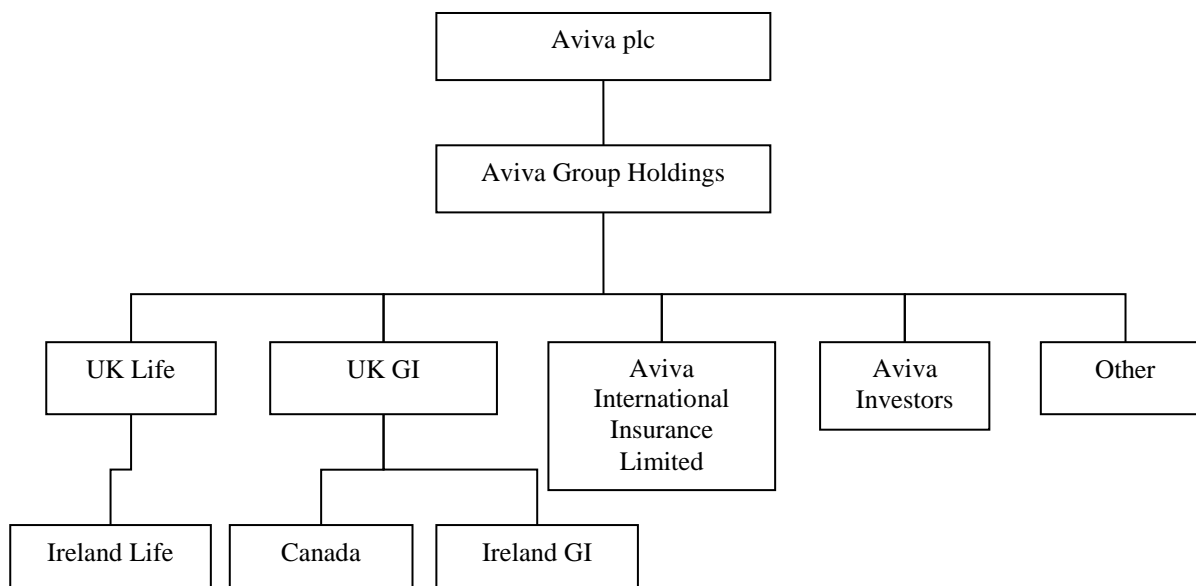 Aviva plc
Aviva Group Holdings
UK Life
UK GI
Aviva
International
Insurance
Limited
Aviva
Investors
Other
Ireland Life
Canada
Ireland GI